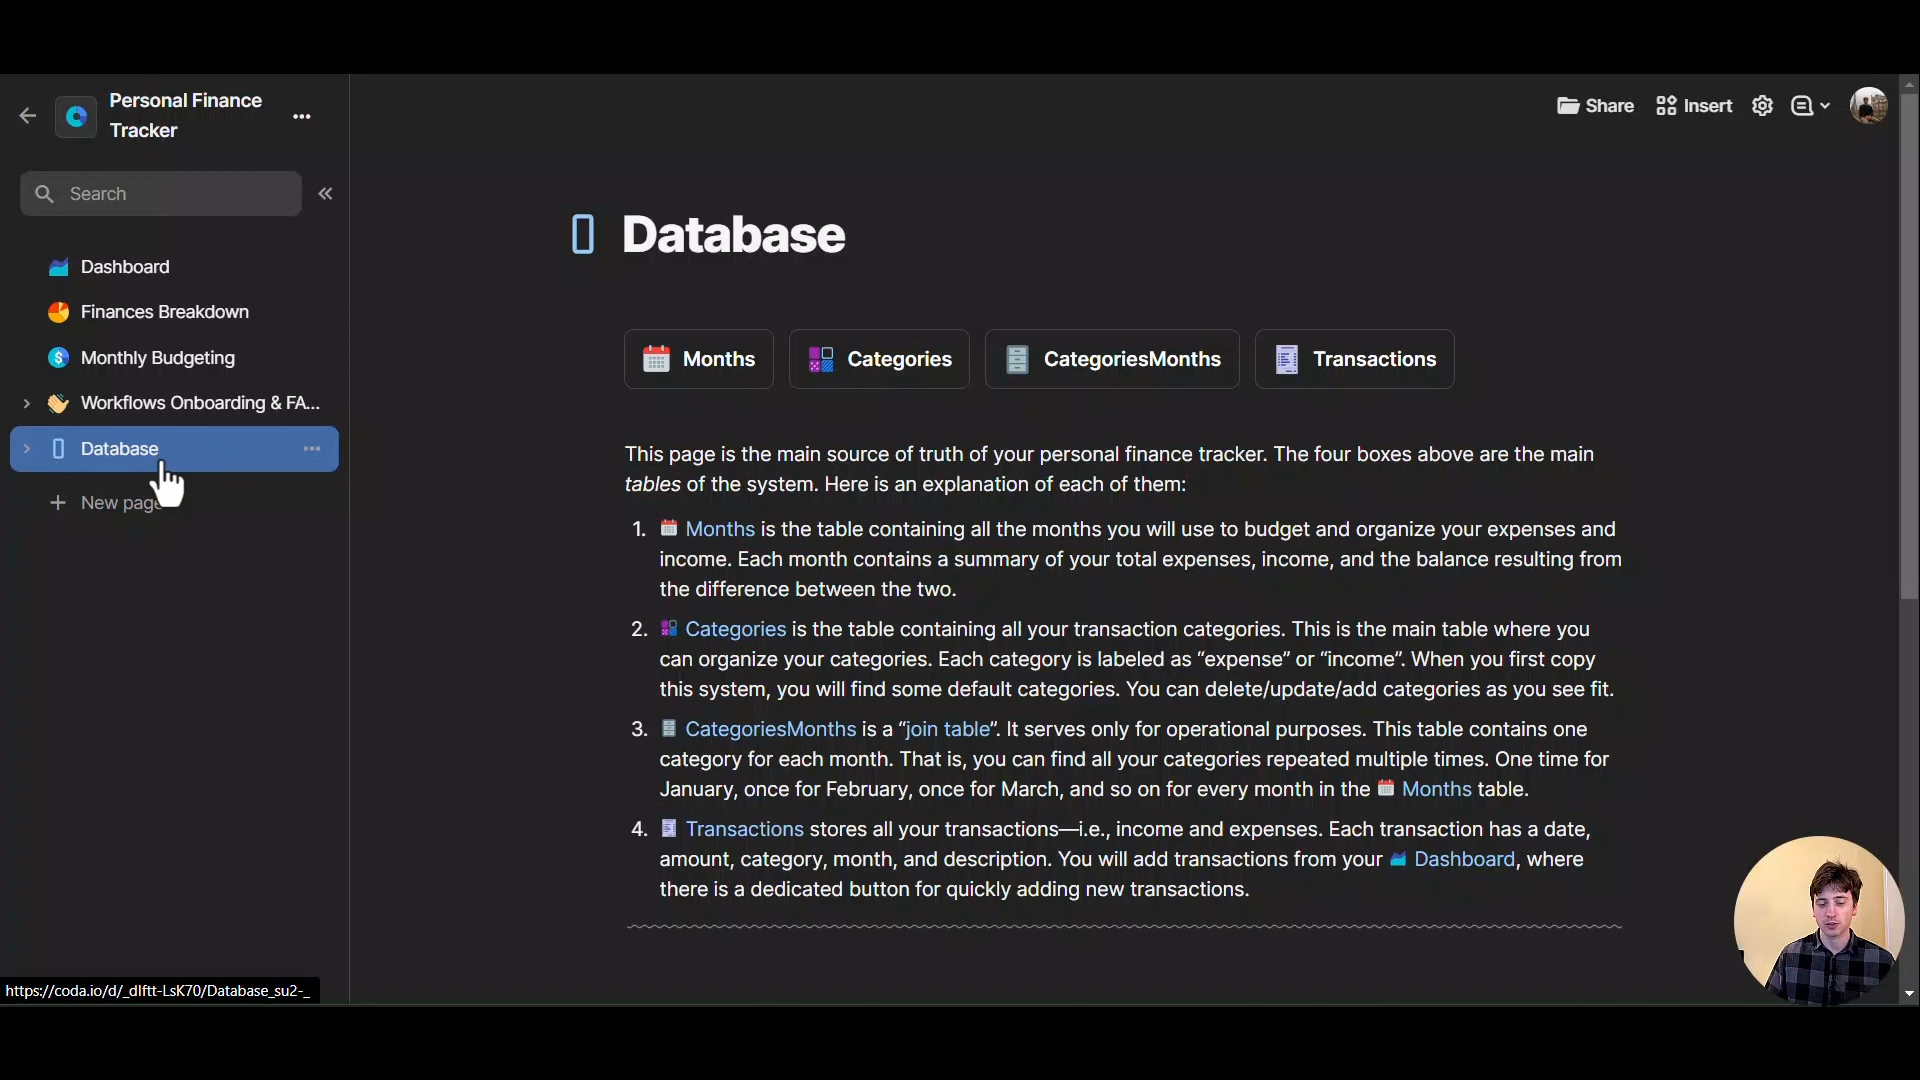 Personal Finance
Tracker
Share
Insert
Search
Dashboard
Finances Breakdown
Monthly Budgeting
Workflows Onboarding & FA...
Database
New page
Database
Months
Categories
CategoriesMonths
Transactions
This page is the main source of truth of your personal finance tracker. The four boxes above are the main
tables of the system. Here is an explanation of each of them:
1. Months is the table containing all the months you will use to budget and organize your expenses and
income. Each month contains a summary of your total expenses, income, and the balance resulting from
the difference between the two.
2. Categories is the table containing all your transaction categories. This is the main table where you
can organize your categories. Each category is labeled as “expense” or “income”. When you first copy
this system, you will find some default categories. You can delete/update/add categories as you see fit.
3. CategoriesMonths is a “join table”. It serves only for operational purposes. This table contains one
category for each month. That is, you can find all your categories repeated multiple times. One time for
January, once for February, once for March, and so on for every month in the Months table.
4. Transactions stores all your transactions—i.e., income and expenses. Each transaction has a date,
amount, category, month, and description. You will add transactions from your Dashboard, where
there is a dedicated button for quickly adding new transactions.
https://coda.io/d/_dlftt-LsK70/Database_su2-_